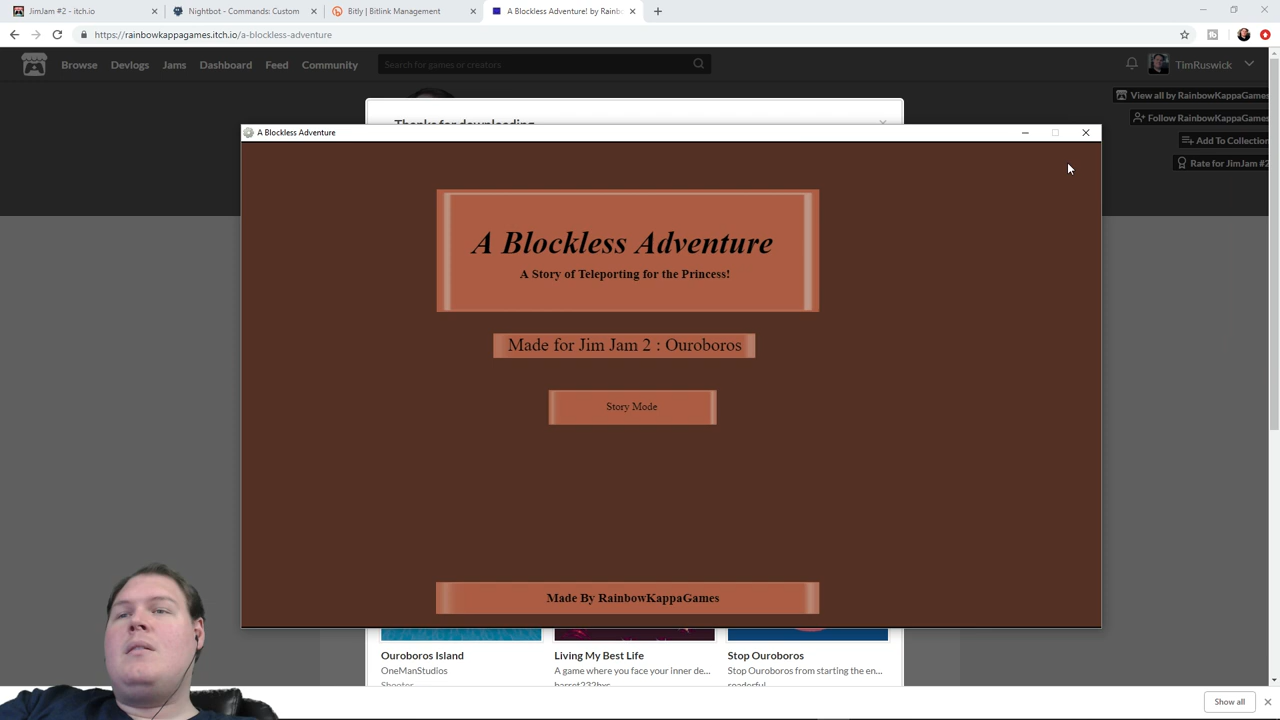 JimJam #2 - itch.io
Nightbot - Commands: Custom
Bitly | Bitlink Management
A Blockless Adventure! by Rainb
https://rainbowkappagames.itch.io/a-blockless-adventure
Browse
Devlogs
Jams
Dashboard
Feed
Community
Search for games or creators
TimRuswick
View all by RainbowKappaGames
Follow RainbowKappaGames
Add To Collection
Rate for JimJam #2
Thanks for downloading
A Blockless Adventure
A Blockless Adventure
A Story of Teleporting for the Princess!
Made for Jim Jam 2 : Ouroboros
Story Mode
Made By RainbowKappaGames
Ouroboros Island
OneManStudios
Shooter
Living My Best Life
A game where you face your inner de...
Stop Ouroboros
Stop Ouroboros from starting the en...
Show all